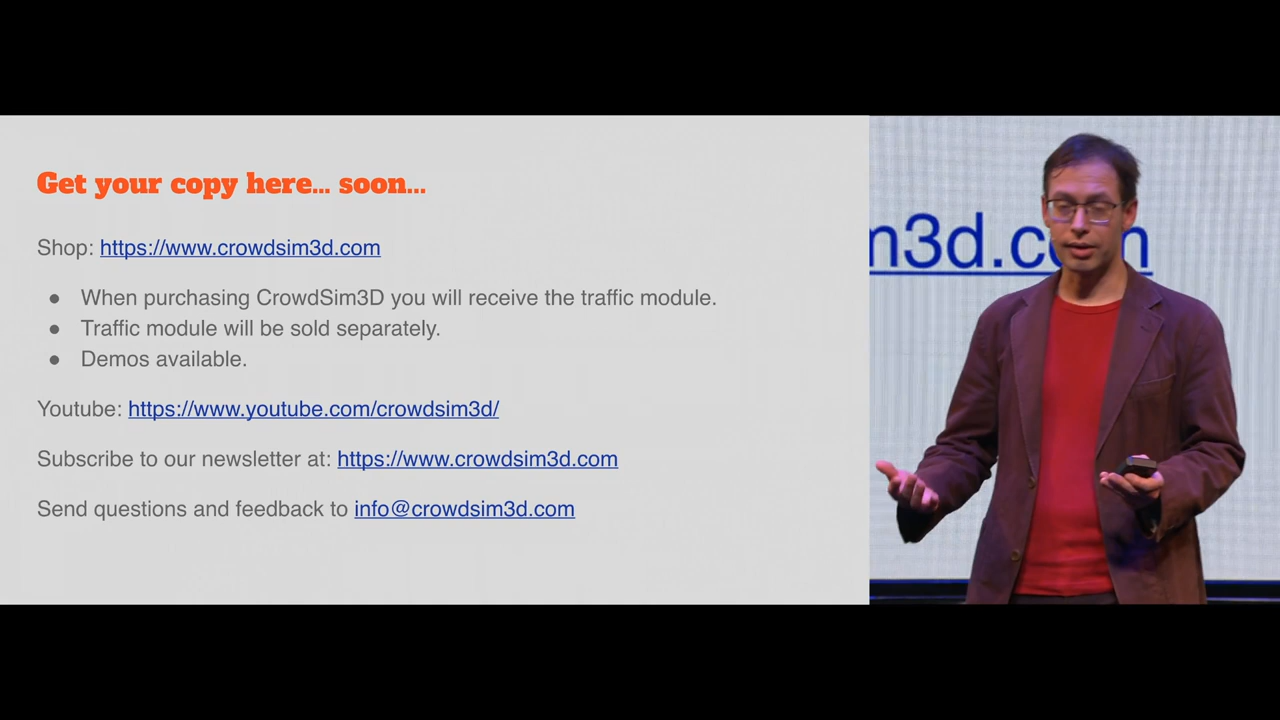 Get your copy here... soon...
Shop: https://www.crowdsim3d.com
● When purchasing CrowdSim3D you will receive the traffic module.
● Traffic module will be sold separately.
● Demos available.
Youtube: https://www.youtube.com/crowdsim3d/
Subscribe to our newsletter at: https://www.crowdsim3d.com
Send questions and feedback to info@crowdsim3d.com
m3d.c m